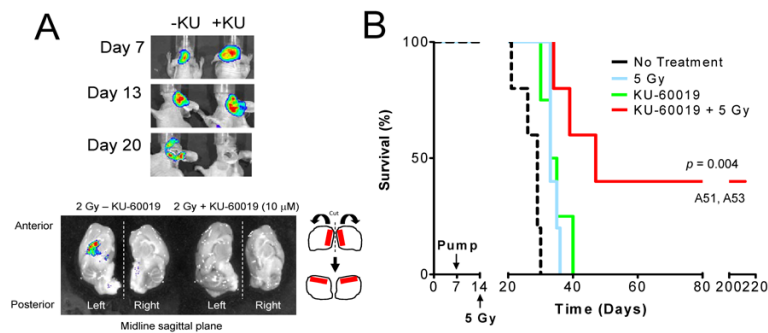 A
-KU +KU
Day 7
Day 13
Day 20
2 Gy – KU-60019 2 Gy + KU-60019 (10 μM)
Cut
Anterior
Posterior
Left Right Left Right
Midline sagittal plane
B
Survival (%)
100
50
0
No Treatment
5 Gy
KU-60019
KU-60019 + 5 Gy
p = 0.004
A51, A53
Pump
0 7 14 20 40 60 80 200 220
5 Gy
Time (Days)